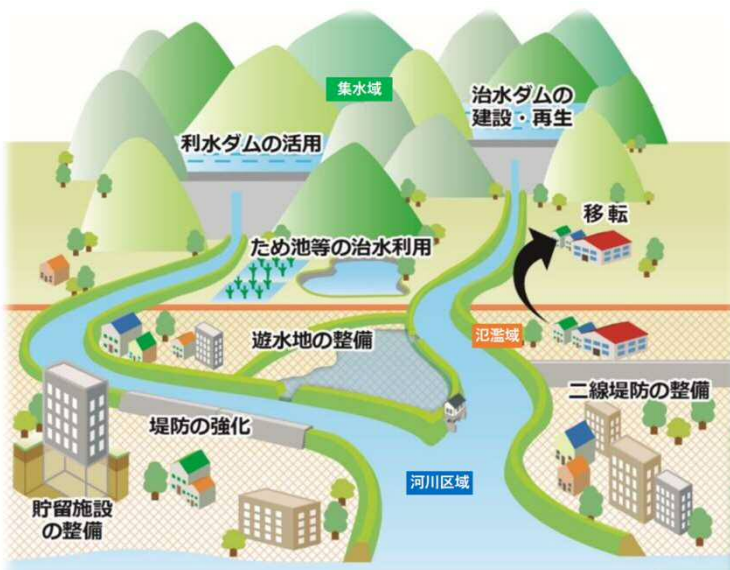 集水域
治水ダムの
建設・再生
利水ダムの活用
移転
ため池等の治水利用
氾濫域
遊水地の整備
二線堤防の整備
堤防の強化
河川区域
貯留施設
の整備